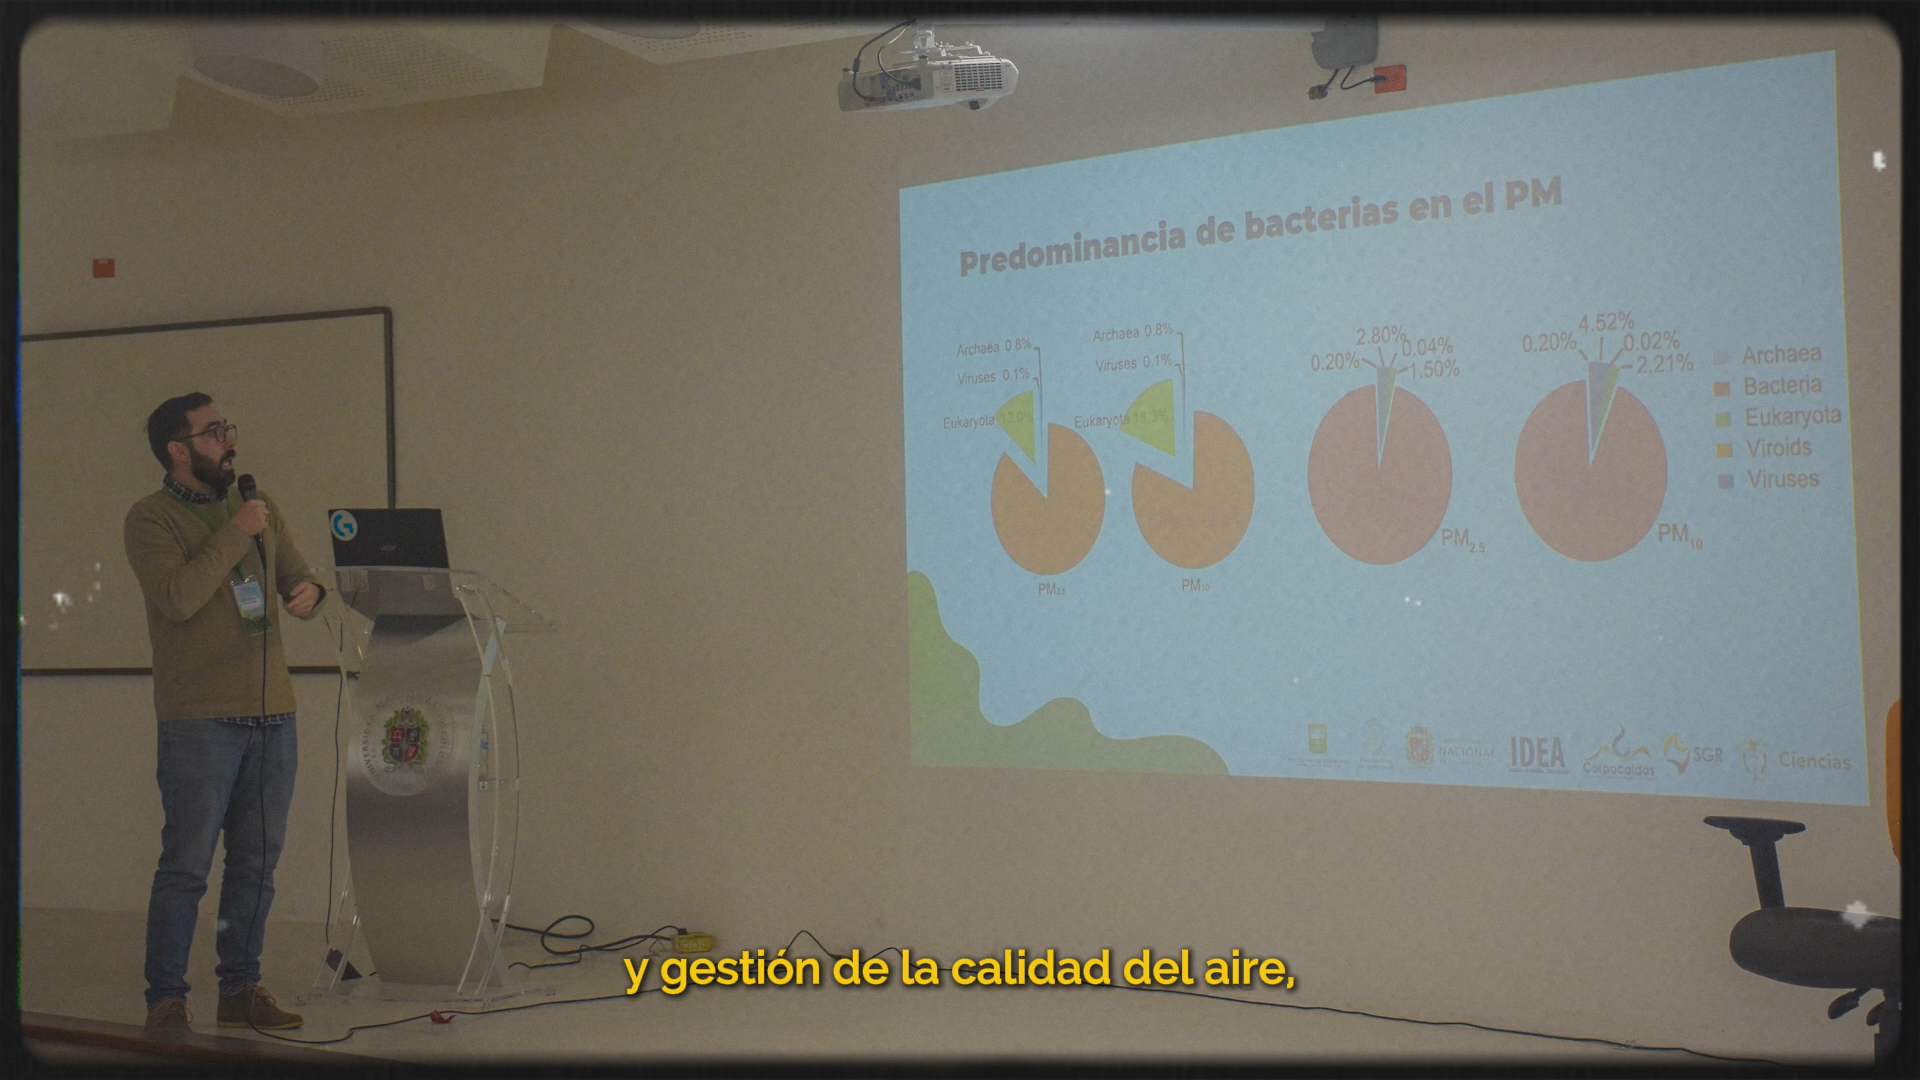 Predominancia de bacterias en el PM
Archaea 0.8%
Viruses 0.1%
Eukaryota 13.0%
PM2.5
Archaea 0.8%
Viruses 0.1%
Eukaryota 18.3%
PM10
2.80%
0.20%
0.04%
1.50%
PM2.5
4.52%
0.20%
0.02%
2.21%
PM10
Archaea
Bacteria
Eukaryota
Viroids
Viruses
NACIONAL
IDEA
Corpocaldas
SGR
Ciencias
acer
y gestión de la calidad del aire,